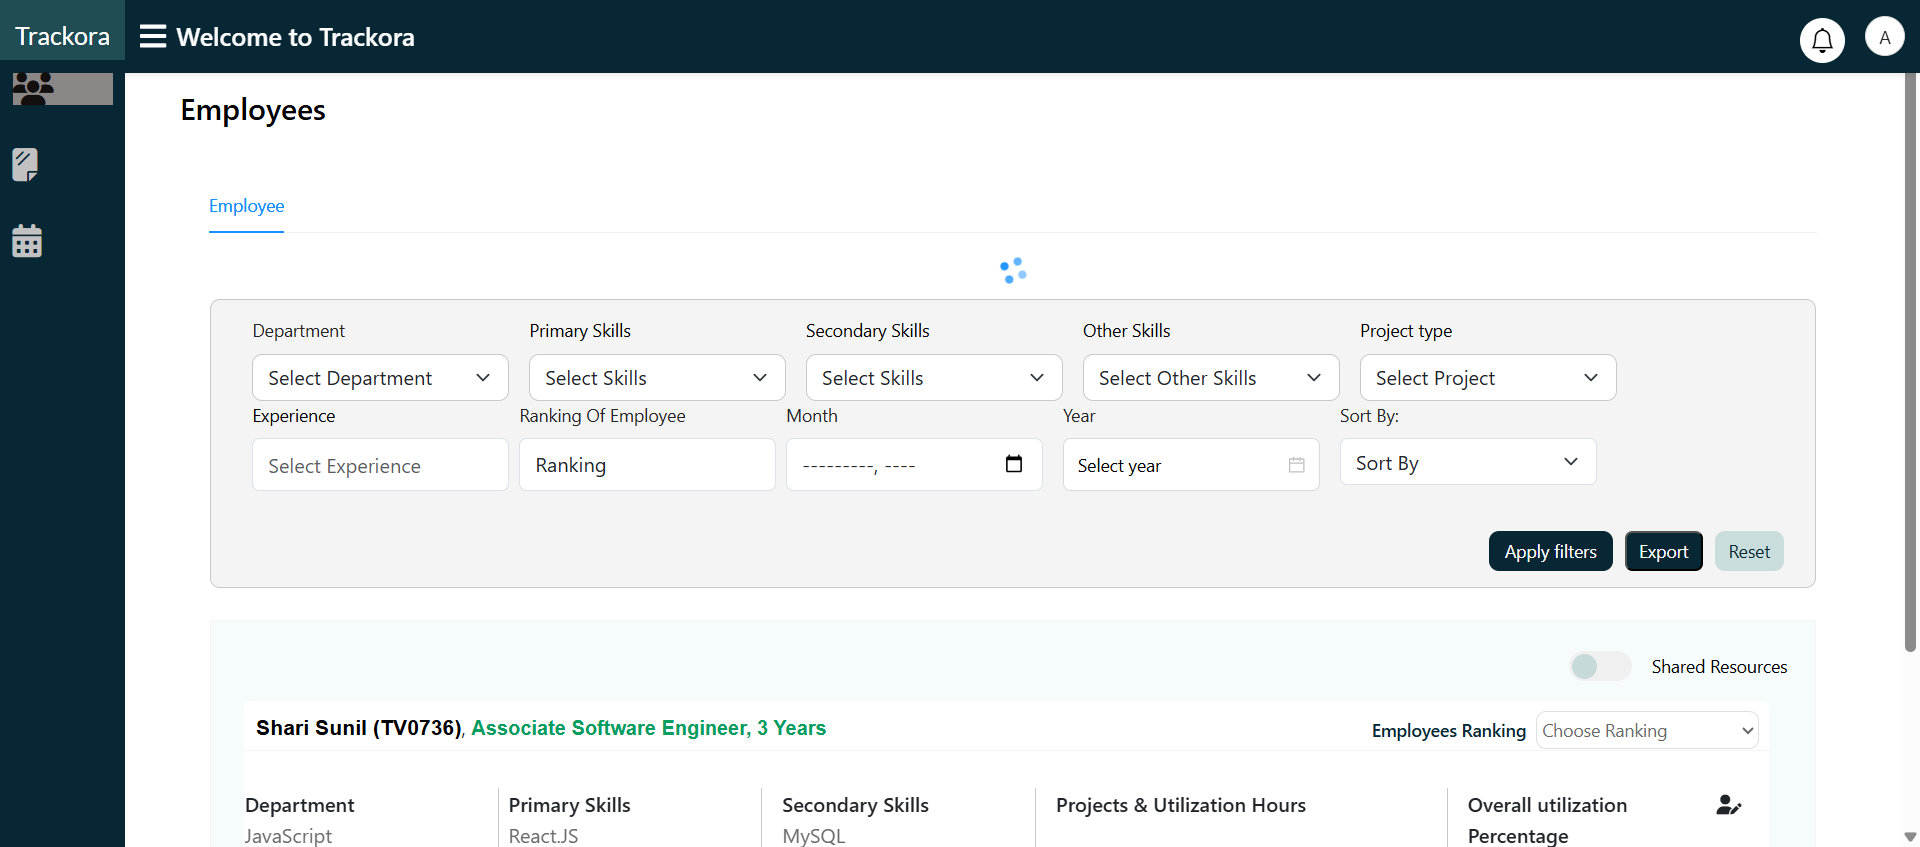 Trackora
Welcome to Trackora
A
Employees
Employee
Department Primary Skills Secondary Skills Other Skills Project type
Select Department Select Skills Select Skills Select Other Skills Select Project
Experience Ranking Of Employee Month Year Sort By:
Select Experience Ranking ---------, ---- Select year Sort By
Apply filters Export Reset
Shared Resources
Shari Sunil (TV0736), Associate Software Engineer, 3 Years Employees Ranking Choose Ranking
Department Primary Skills Secondary Skills Projects & Utilization Hours Overall utilization
JavaScript React.JS MySQL Percentage